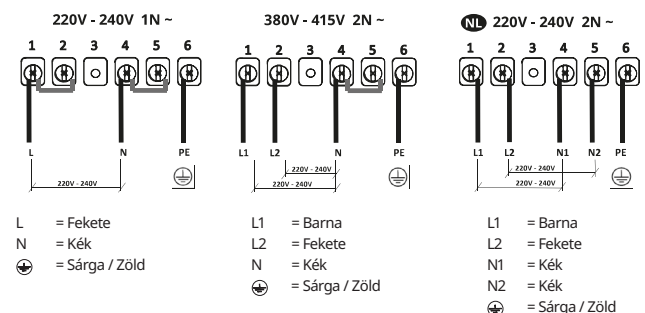 220V - 240V 1N ~
1 2 3 4 5 6
L N PE
220V - 240V
L = Fekete
N = Kék
= Sárga / Zöld
380V - 415V 2N ~
1 2 3 4 5 6
L1 L2 N PE
220V - 240V
220V - 240V
L1 = Barna
L2 = Fekete
N = Kék
= Sárga / Zöld
NL 220V - 240V 2N ~
1 2 3 4 5 6
L1 L2 N1 N2 PE
220V - 240V
220V - 240V
L1 = Barna
L2 = Fekete
N1 = Kék
N2 = Kék
= Sárga / Zöld